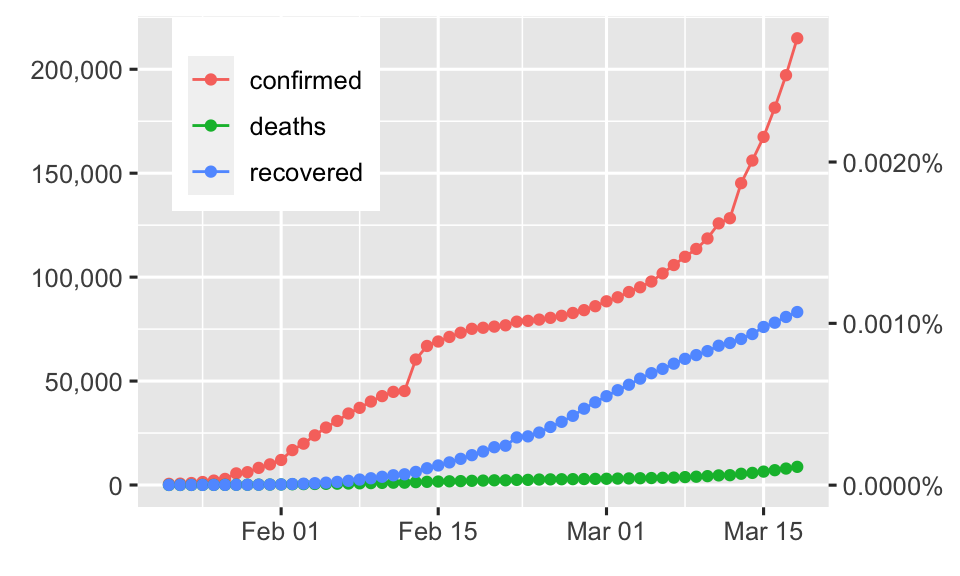 200,000
150,000
100,000
50,000
0
confirmed
deaths
recovered
0.0020%
0.0010%
0.0000%
Feb 01
Feb 15
Mar 01
Mar 15